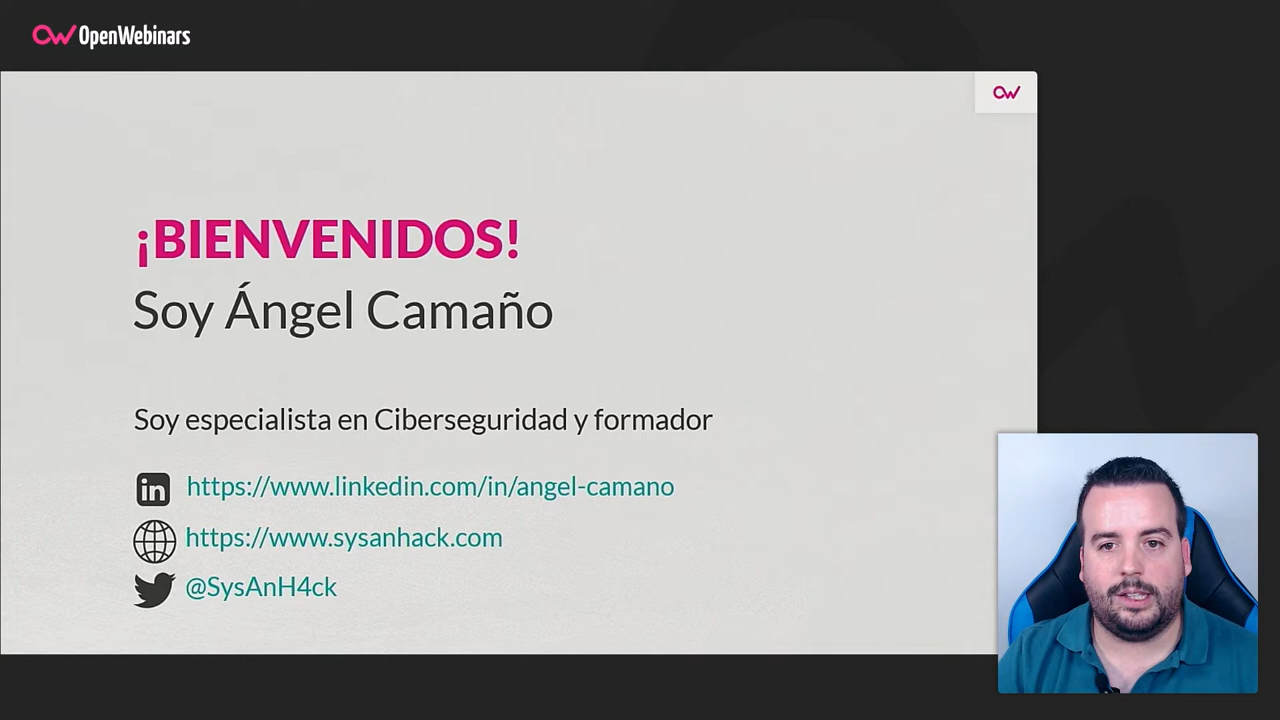 OpenWebinars
¡BIENVENIDOS!
Soy Ángel Camaño
Soy especialista en Ciberseguridad y formador
in https://www.linkedin.com/in/angel-camano
https://www.sysanhack.com
@SysAnH4ck